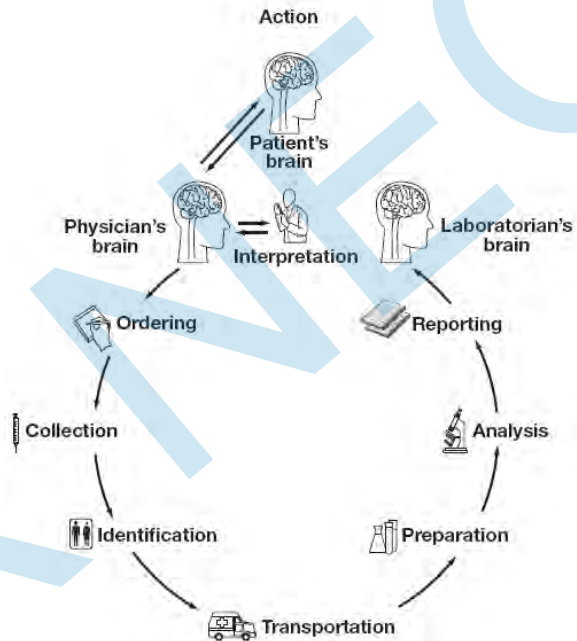 Action
Patient's
brain
Physician's
brain
Interpretation
Laboratorian's
brain
Ordering
Reporting
Collection
Analysis
Identification
Preparation
Transportation